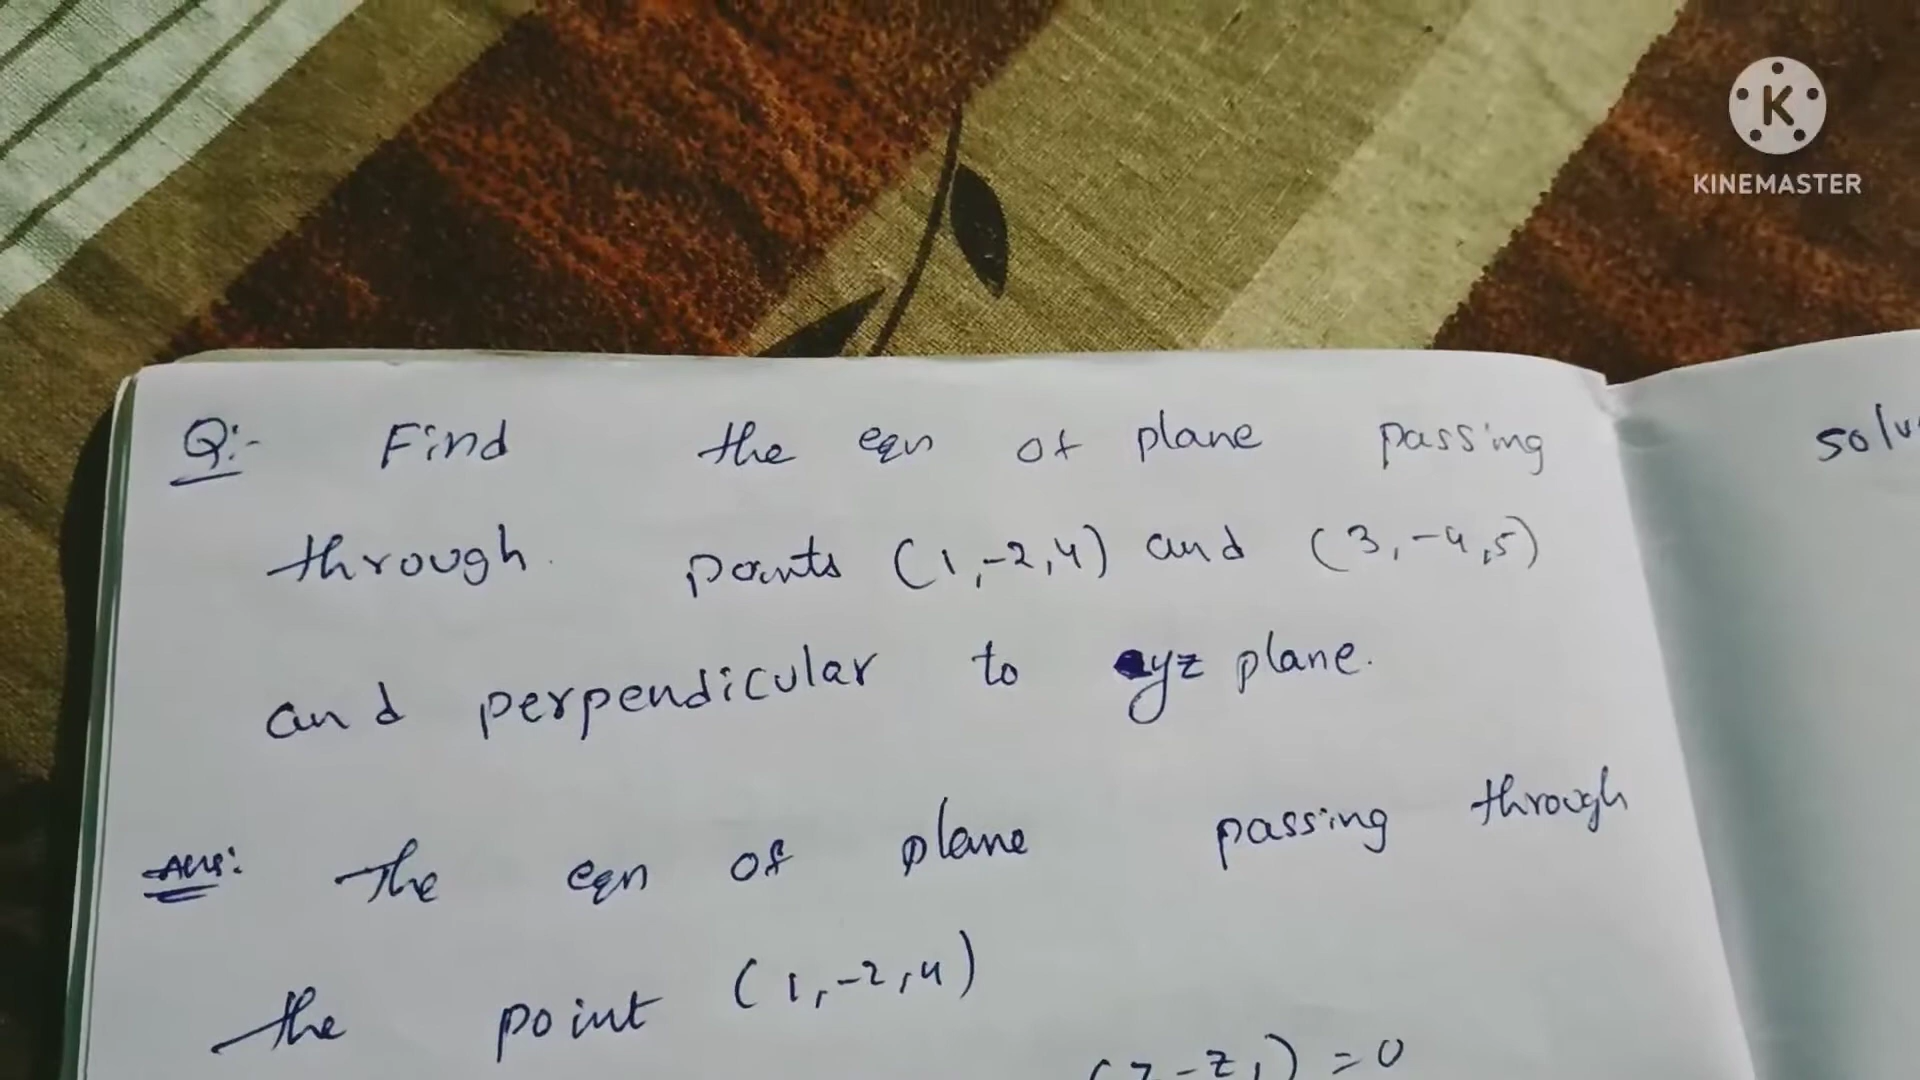 K
KINEMASTER
Q:- Find the eqn of plane passing
through points (1,-2,4) and (3,-4,5)
and perpendicular to yz plane.
Ans: The eqn of plane passing through
the point (1,-2,4)
(z-z1) = 0